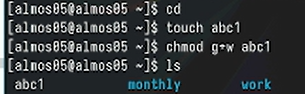 [almos05@almos05 ~]$ cd
[almos05@almos05 ~]$ touch abc1
[almos05@almos05 ~]$ chmod g+w abc1
[almos05@almos05 ~]$ ls
abc1 monthly work